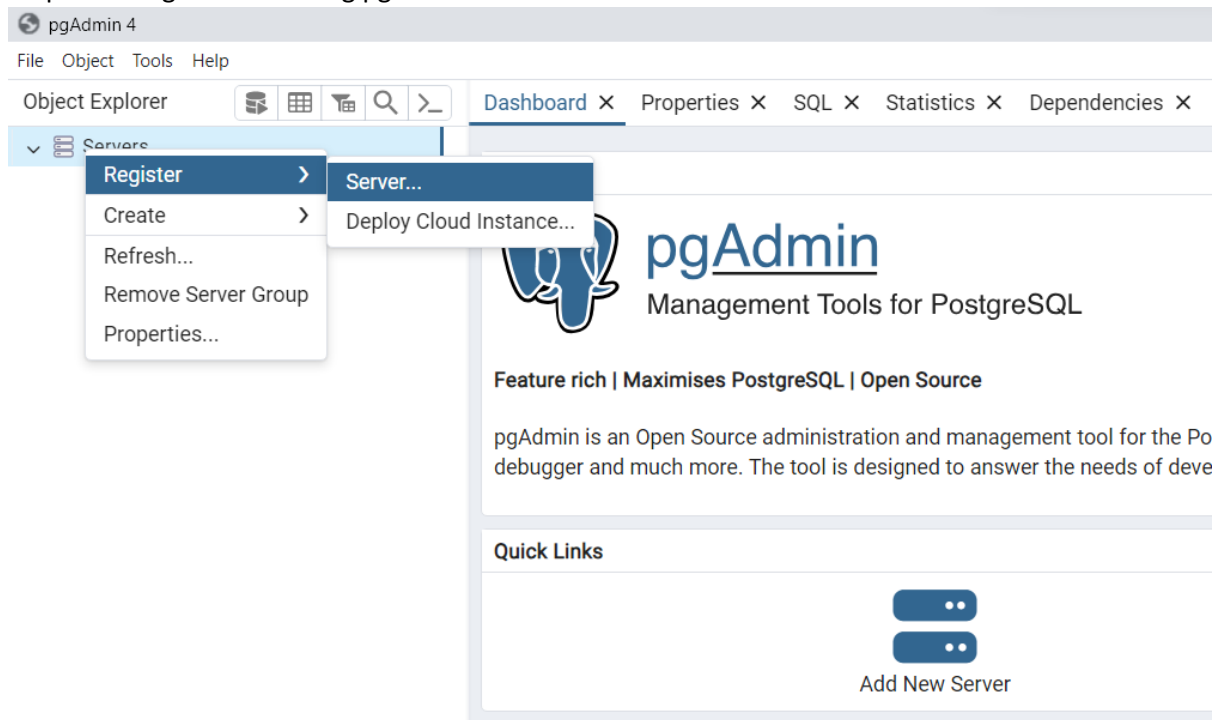 pgAdmin 4
File Object Tools Help
Object Explorer
Dashboard Properties SQL Statistics Dependencies
Servers
Register
Server...
Create
Deploy Cloud Instance...
Refresh...
Remove Server Group
Properties...
pgAdmin
Management Tools for PostgreSQL
Feature rich | Maximises PostgreSQL | Open Source
pgAdmin is an Open Source administration and management tool for the Po
debugger and much more. The tool is designed to answer the needs of deve
Quick Links
Add New Server